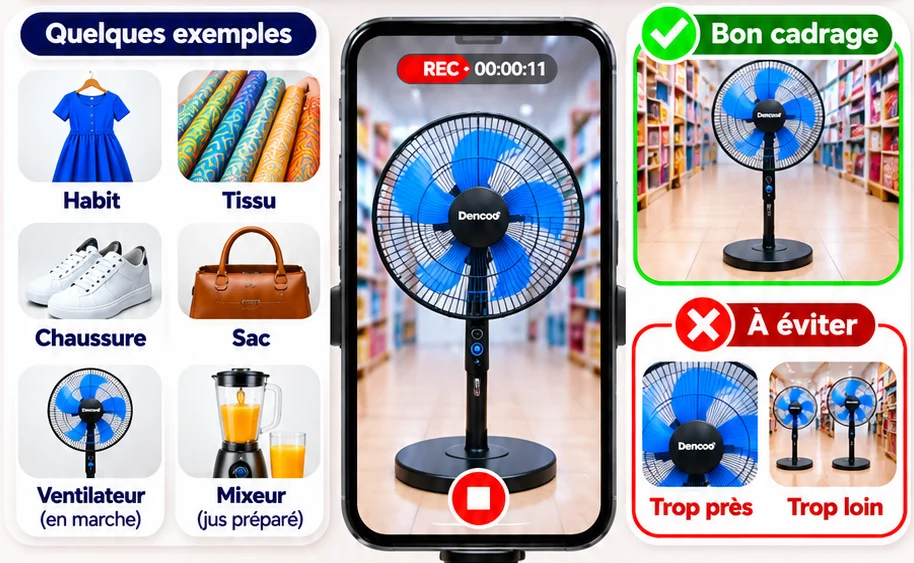 Quelques exemples
Habit
Tissu
Chaussure
Sac
Ventilateur
(en marche)
Mixeur
(jus préparé)
REC • 00:00:11
Dencoo
Bon cadrage
Dencoo
À éviter
Dencoo
Trop près
Trop loin